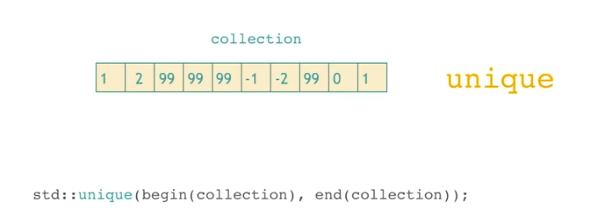 collection
1 2 99 99 99 -1 -2 99 0 1
unique
std::unique(begin(collection), end(collection));